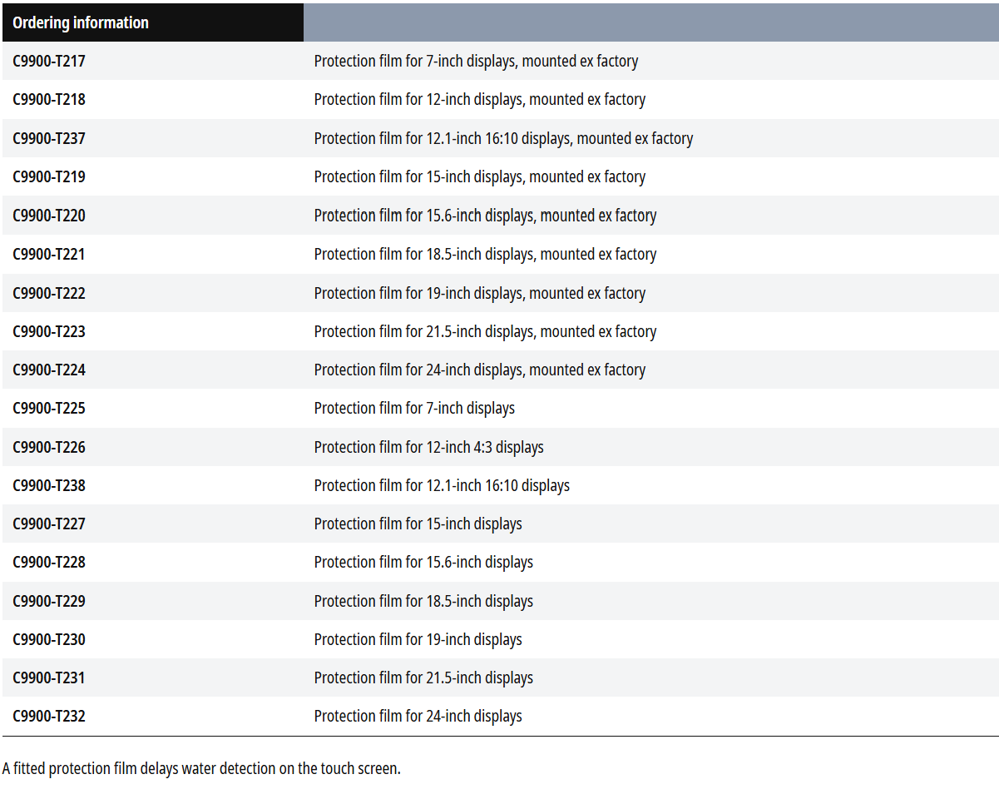 Ordering information
C9900-T217 Protection film for 7-inch displays, mounted ex factory
C9900-T218 Protection film for 12-inch displays, mounted ex factory
C9900-T237 Protection film for 12.1-inch 16:10 displays, mounted ex factory
C9900-T219 Protection film for 15-inch displays, mounted ex factory
C9900-T220 Protection film for 15.6-inch displays, mounted ex factory
C9900-T221 Protection film for 18.5-inch displays, mounted ex factory
C9900-T222 Protection film for 19-inch displays, mounted ex factory
C9900-T223 Protection film for 21.5-inch displays, mounted ex factory
C9900-T224 Protection film for 24-inch displays, mounted ex factory
C9900-T225 Protection film for 7-inch displays
C9900-T226 Protection film for 12-inch 4:3 displays
C9900-T238 Protection film for 12.1-inch 16:10 displays
C9900-T227 Protection film for 15-inch displays
C9900-T228 Protection film for 15.6-inch displays
C9900-T229 Protection film for 18.5-inch displays
C9900-T230 Protection film for 19-inch displays
C9900-T231 Protection film for 21.5-inch displays
C9900-T232 Protection film for 24-inch displays
A fitted protection film delays water detection on the touch screen.